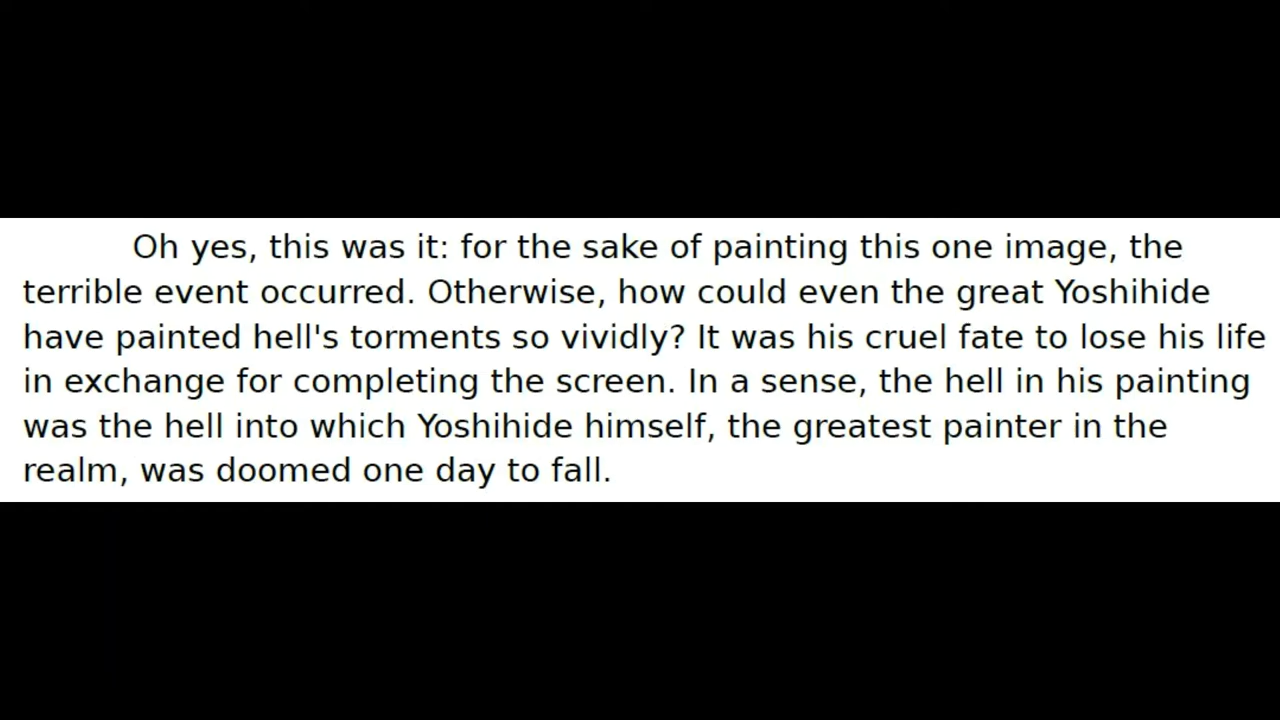 Oh yes, this was it: for the sake of painting this one image, the
terrible event occurred. Otherwise, how could even the great Yoshihide
have painted hell's torments so vividly? It was his cruel fate to lose his life
in exchange for completing the screen. In a sense, the hell in his painting
was the hell into which Yoshihide himself, the greatest painter in the
realm, was doomed one day to fall.